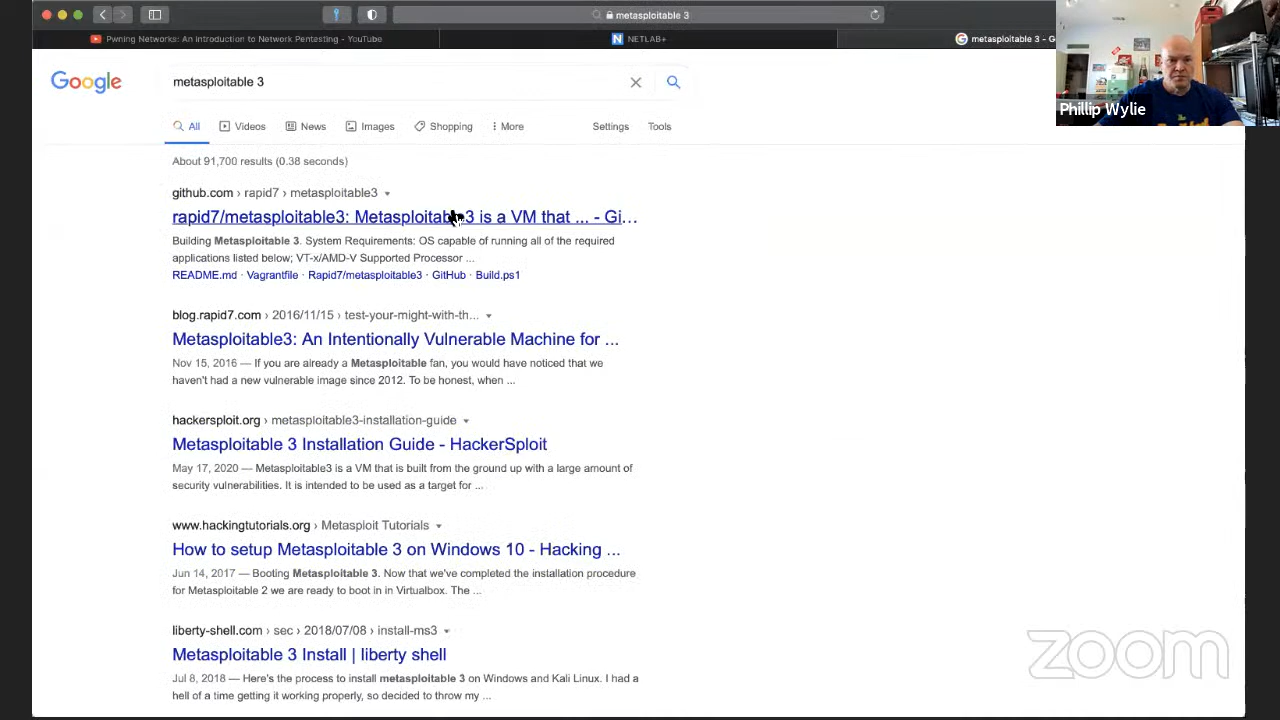 metasploitable 3
Pwning Networks: An Introduction to Network Pentesting - YouTube
NETLAB+
metasploitable 3 - G
Phillip Wylie
Google
metasploitable 3
All
Videos
News
Images
Shopping
More
Settings
Tools
About 91,700 results (0.38 seconds)
github.com › rapid7 › metasploitable3
rapid7/metasploitable3: Metasploitable3 is a VM that ... - Gi...
Building Metasploitable 3. System Requirements: OS capable of running all of the required
applications listed below; VT-x/AMD-V Supported Processor ...
README.md · Vagrantfile · Rapid7/metasploitable3 · GitHub · Build.ps1
blog.rapid7.com › 2016/11/15 › test-your-might-with-th...
Metasploitable3: An Intentionally Vulnerable Machine for ...
Nov 15, 2016 — If you are already a Metasploitable fan, you would have noticed that we
haven't had a new vulnerable image since 2012. To be honest, when ...
hackersploit.org › metasploitable3-installation-guide
Metasploitable 3 Installation Guide - HackerSploit
May 17, 2020 — Metasploitable3 is a VM that is built from the ground up with a large amount of
security vulnerabilities. It is intended to be used as a target for ...
www.hackingtutorials.org › Metasploit Tutorials
How to setup Metasploitable 3 on Windows 10 - Hacking ...
Jun 14, 2017 — Booting Metasploitable 3. Now that we've completed the installation procedure
for Metasploitable 2 we are ready to boot in in Virtualbox. The ...
liberty-shell.com › sec › 2018/07/08 › install-ms3
Metasploitable 3 Install | liberty shell
Jul 8, 2018 — Here's the process to install metasploitable 3 on Windows and Kali Linux. I had a
hell of a time getting it working properly, so decided to throw my ...
zoom